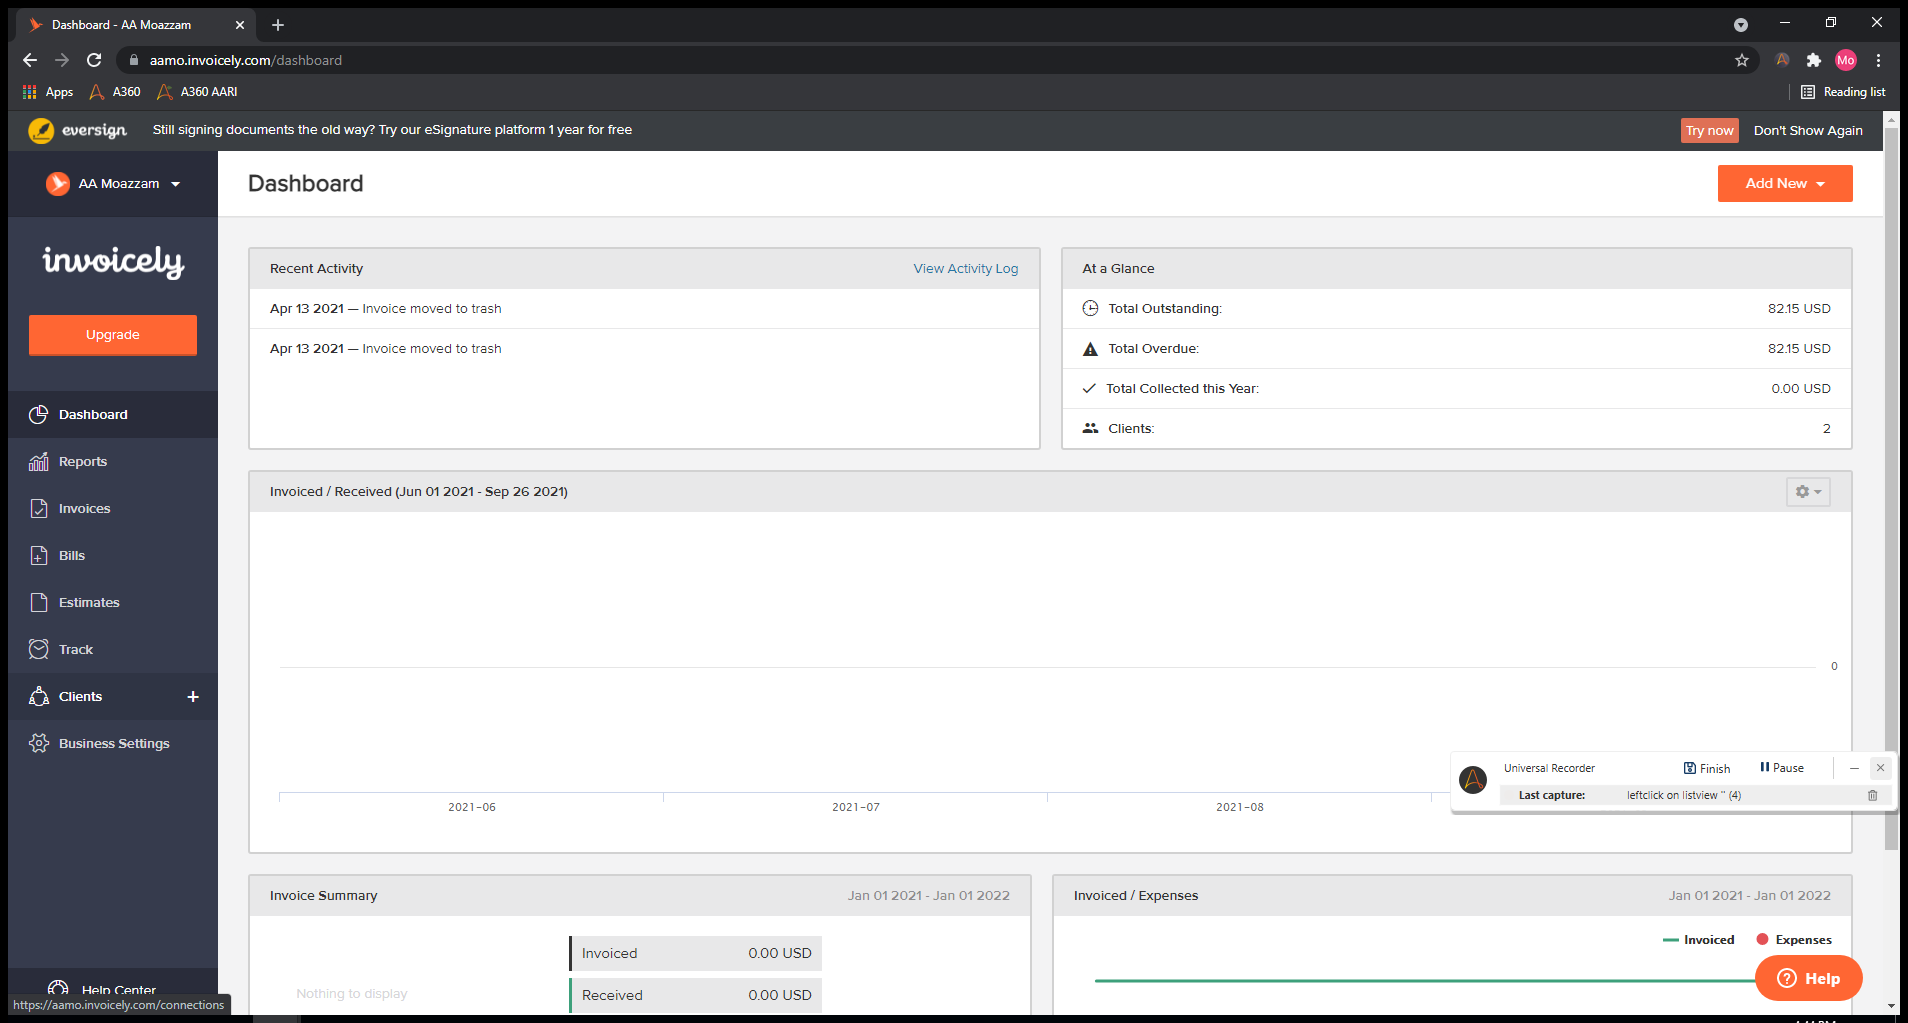 Dashboard - AA Moazzam
aamo.invoicely.com/dashboard
Mo
Apps A360 A360 AARI Reading list
eversign Still signing documents the old way? Try our eSignature platform 1 year for free Try now Don't Show Again
AA Moazzam
Dashboard
Add New
invoicely
Upgrade
Dashboard
Reports
Invoices
Bills
Estimates
Track
Clients +
Business Settings
Help Center
https://aamo.invoicely.com/connections
Recent Activity View Activity Log
Apr 13 2021 — Invoice moved to trash
Apr 13 2021 — Invoice moved to trash
At a Glance
Total Outstanding: 82.15 USD
Total Overdue: 82.15 USD
Total Collected this Year: 0.00 USD
Clients: 2
Invoiced / Received (Jun 01 2021 - Sep 26 2021)
0
2021-06 2021-07 2021-08
Universal Recorder Finish Pause
Last capture: leftclick on listview '' (4)
Invoice Summary Jan 01 2021 - Jan 01 2022
Nothing to display
Invoiced 0.00 USD
Received 0.00 USD
Invoiced / Expenses Jan 01 2021 - Jan 01 2022
Invoiced Expenses
Help